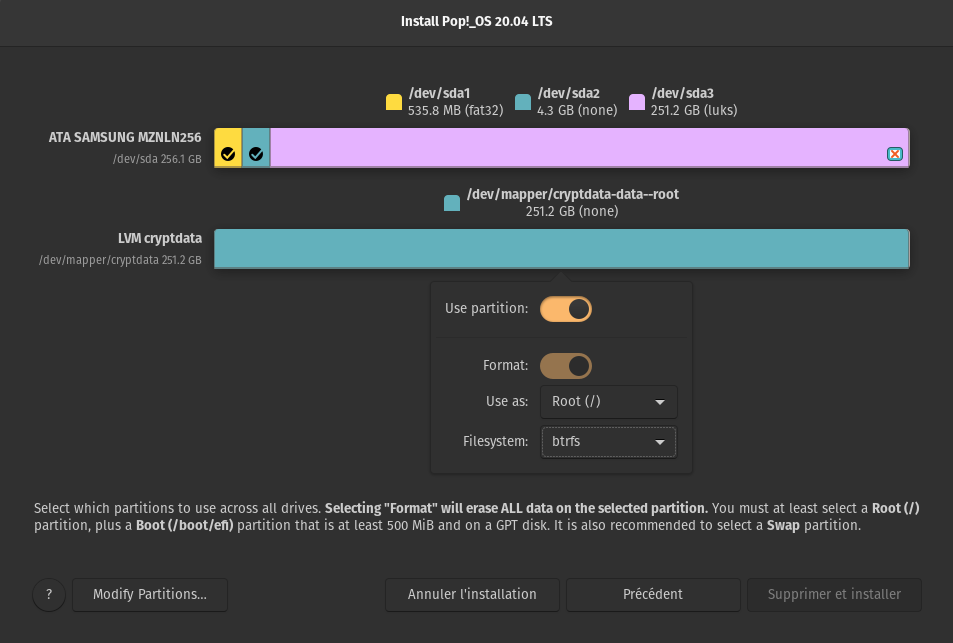 Install Pop!_OS 20.04 LTS
/dev/sda1
535.8 MB (fat32)
/dev/sda2
4.3 GB (none)
/dev/sda3
251.2 GB (luks)
ATA SAMSUNG MZNLN256
/dev/sda 256.1 GB
/dev/mapper/cryptdata-data--root
251.2 GB (none)
LVM cryptdata
/dev/mapper/cryptdata 251.2 GB
Use partition:
Format:
Use as:
Root (/)
Filesystem:
btrfs
Select which partitions to use across all drives. Selecting "Format" will erase ALL data on the selected partition. You must at least select a Root (/)
partition, plus a Boot (/boot/efi) partition that is at least 500 MiB and on a GPT disk. It is also recommended to select a Swap partition.
?
Modify Partitions...
Annuler l'installation
Précédent
Supprimer et installer